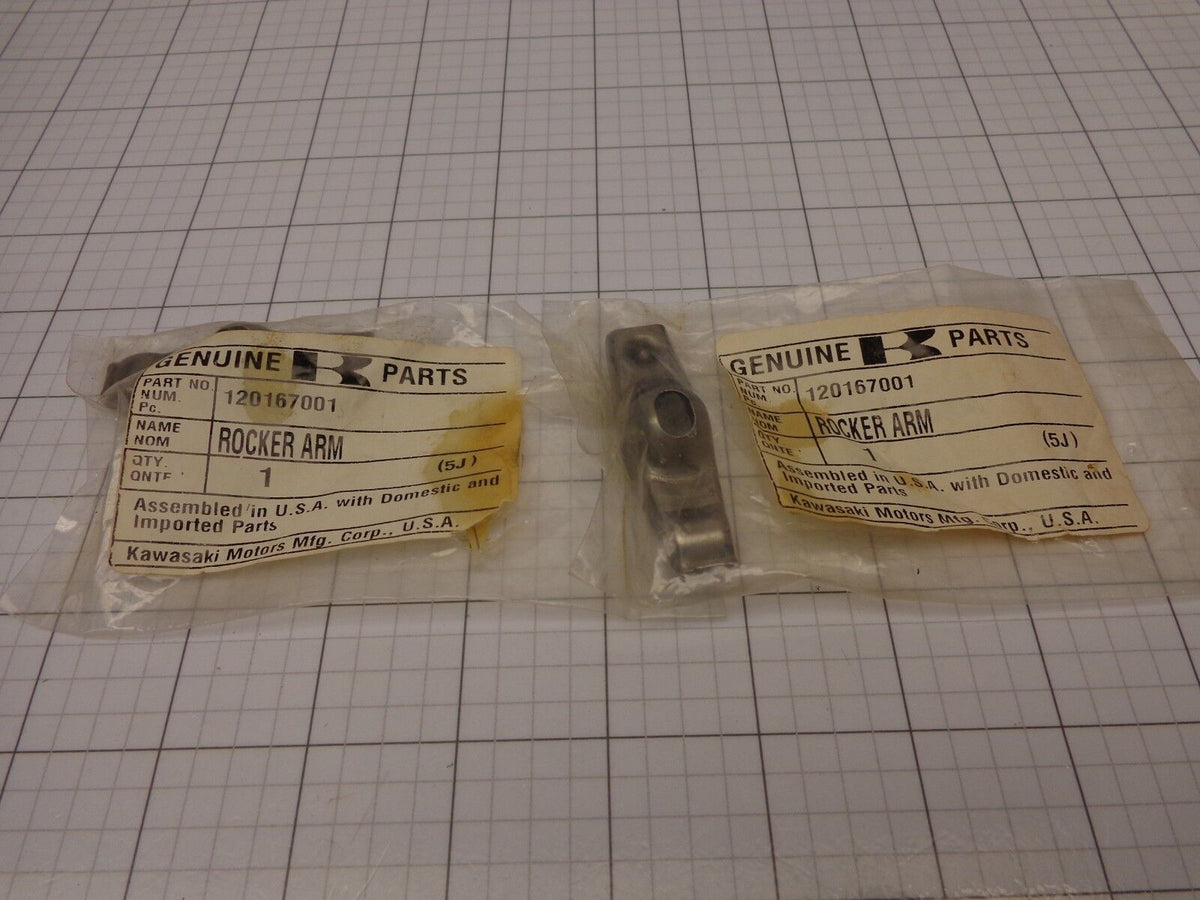 GENUINE K PARTS
PART NO.
NUM.
Pc.
120167001
NAME
NOM
ROCKER ARM
QTY.
QNTE
1
(5J)
Assembled in U.S.A. with Domestic and
Imported Parts
Kawasaki Motors Mfg. Corp., U.S.A.
GENUINE K PARTS
PART NO.
NUM
Pc.
120167001
NAME
NOM
ROCKER ARM
QTY.
QNTE
1
(5J)
Assembled in U.S.A. with Domestic and
Imported Parts
Kawasaki Motors Mfg. Corp., U.S.A.